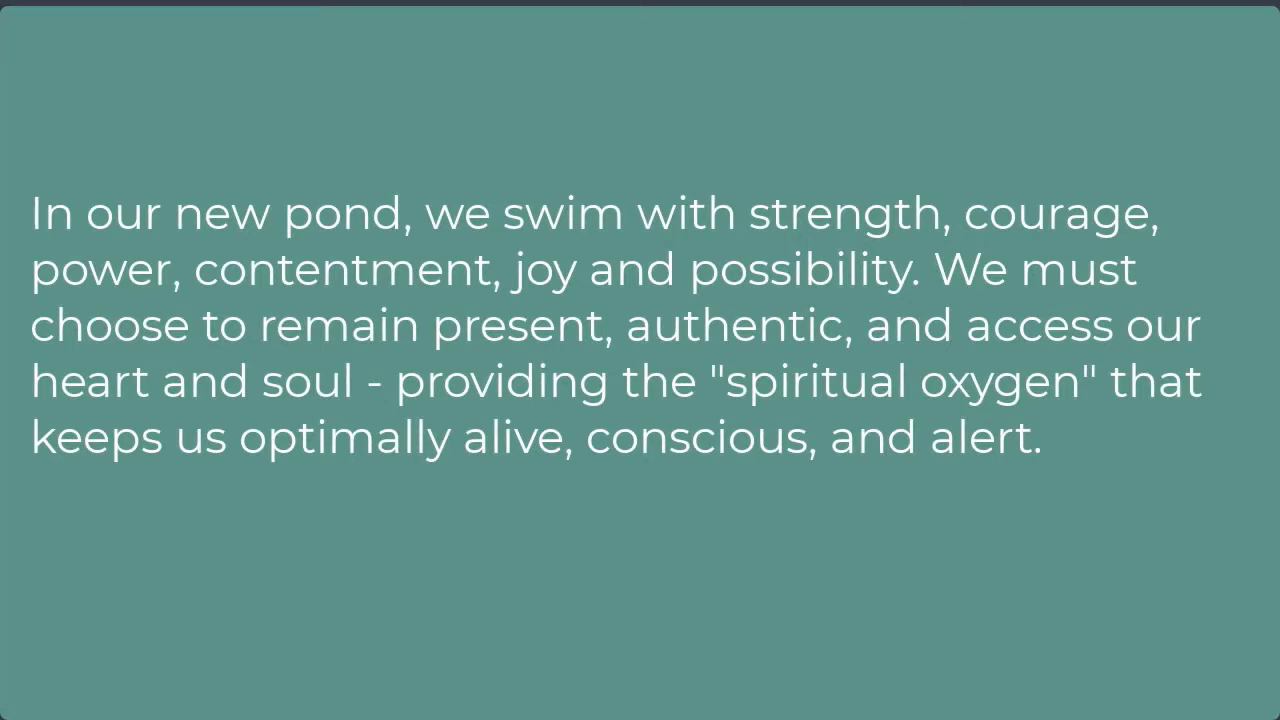 In our new pond, we swim with strength, courage,
power, contentment, joy and possibility. We must
choose to remain present, authentic, and access our
heart and soul - providing the "spiritual oxygen" that
keeps us optimally alive, conscious, and alert.